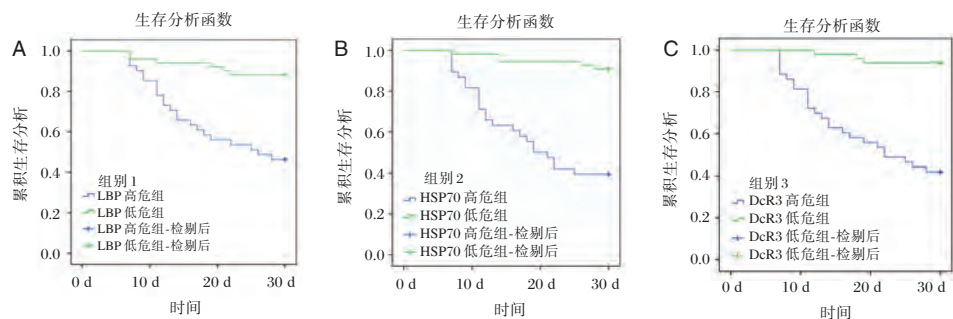 生存分析函数
A
1.0
0.8
0.6
0.4
0.2
0.0
累积生存分析
组别 1
LBP 高危组
LBP 低危组
LBP 高危组-检剔后
LBP 低危组-检剔后
0 d
10 d
20 d
30 d
时间
生存分析函数
B
1.0
0.8
0.6
0.4
0.2
0.0
累积生存分析
组别 2
HSP70 高危组
HSP70 低危组
HSP70 高危组-检剔后
HSP70 低危组-检剔后
0 d
10 d
20 d
30 d
时间
生存分析函数
C
1.0
0.8
0.6
0.4
0.2
0.0
累积生存分析
组别 3
DcR3 高危组
DcR3 低危组
DcR3 高危组-检剔后
DcR3 低危组-检剔后
0 d
10 d
20 d
30 d
时间